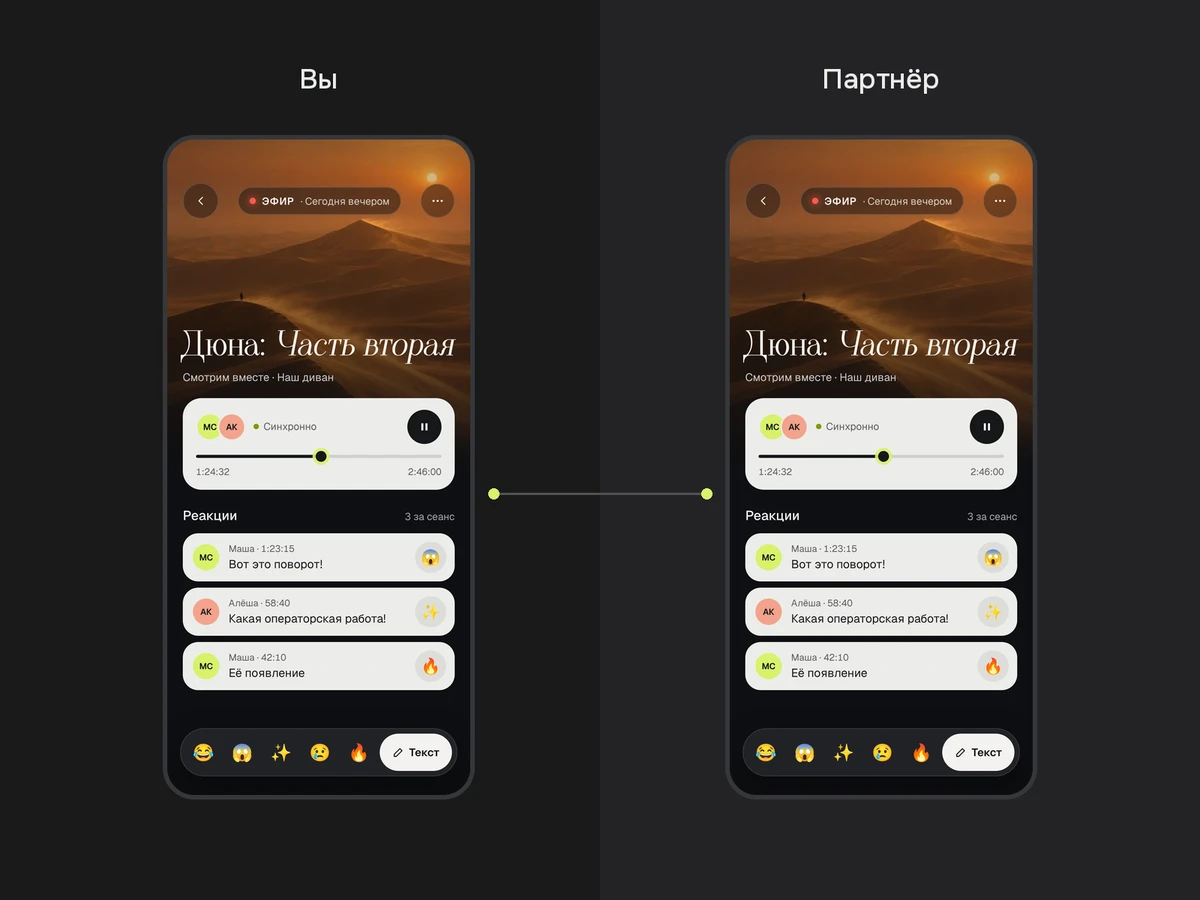 Вы
ЭФИР · Сегодня вечером
Дюна: Часть вторая
Смотрим вместе · Наш диван
МС АК Синхронно
1:24:32 2:46:00
Реакции 3 за сеанс
МС Маша · 1:23:15
Вот это поворот!
АК Алёша · 58:40
Какая операторская работа!
МС Маша · 42:10
Её появление
Текст
Партнёр
ЭФИР · Сегодня вечером
Дюна: Часть вторая
Смотрим вместе · Наш диван
МС АК Синхронно
1:24:32 2:46:00
Реакции 3 за сеанс
МС Маша · 1:23:15
Вот это поворот!
АК Алёша · 58:40
Какая операторская работа!
МС Маша · 42:10
Её появление
Текст